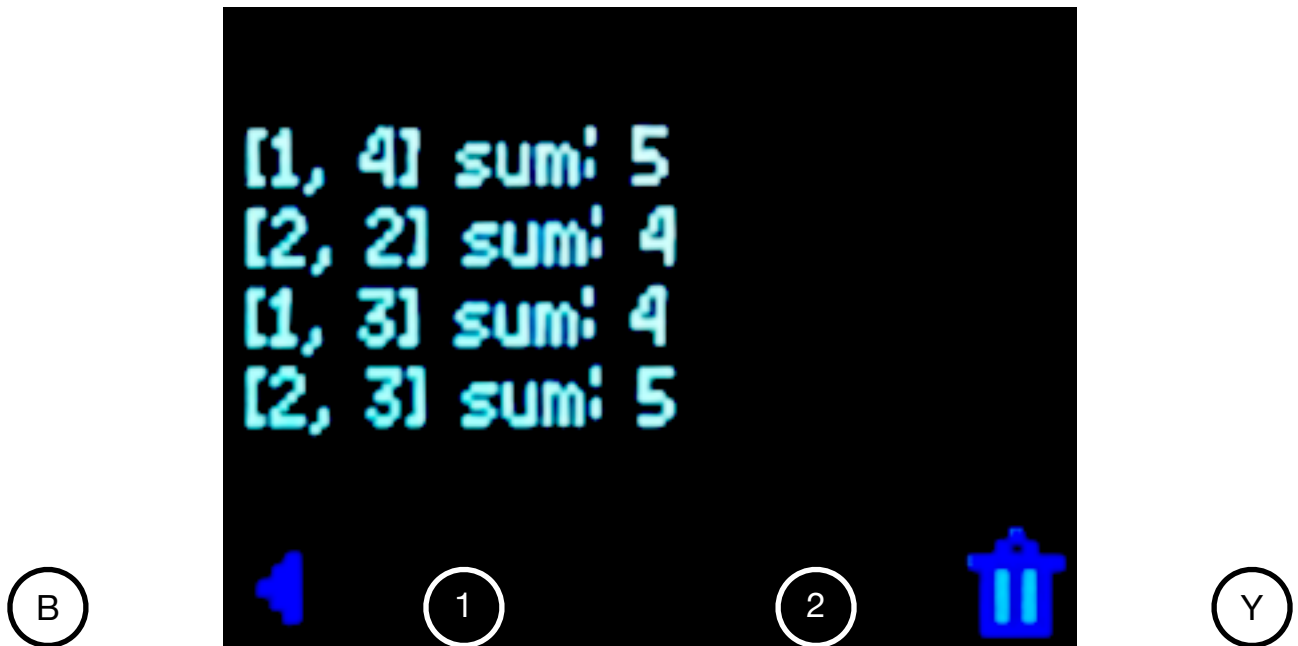 [1, 4] sum: 5
[2, 2] sum: 4
[1, 3] sum: 4
[2, 3] sum: 5
B 1 2 Y